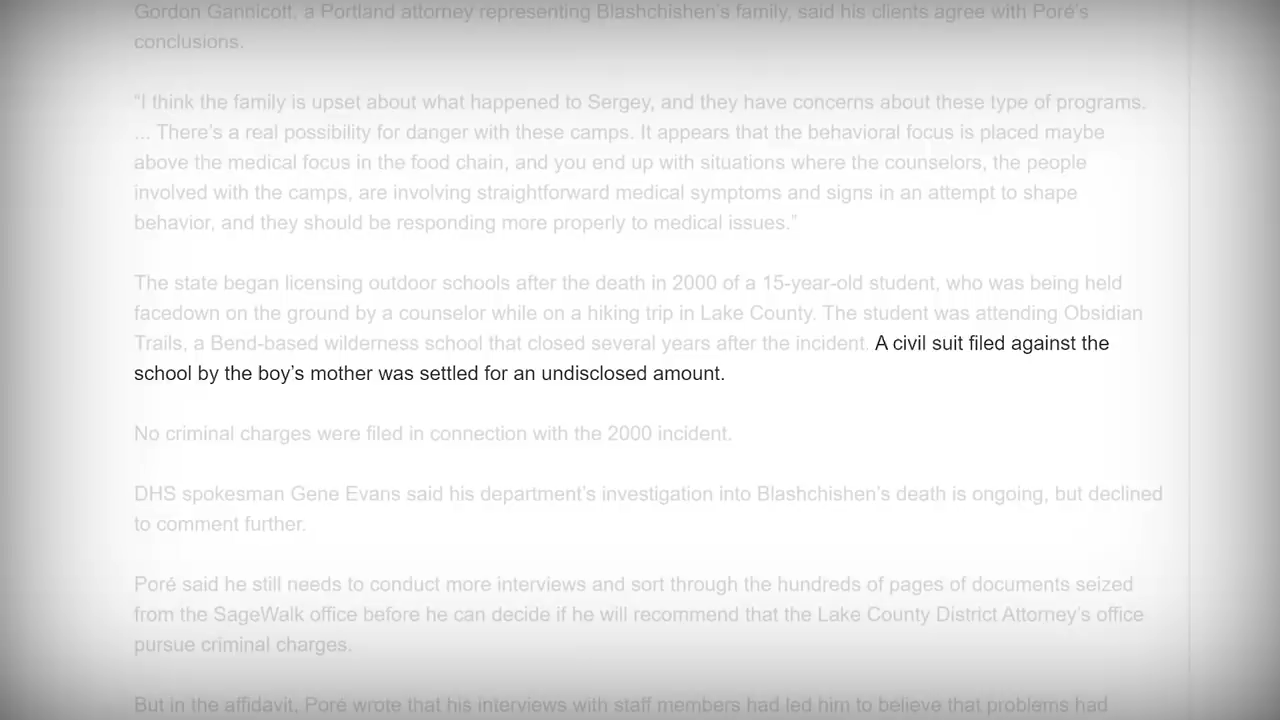 Gordon Gannicott, a Portland attorney representing Blashchishen’s family, said his clients agree with Poré’s
conclusions.
“I think the family is upset about what happened to Sergey, and they have concerns about these type of programs.
... There’s a real possibility for danger with these camps. It appears that the behavioral focus is placed maybe
above the medical focus in the food chain, and you end up with situations where the counselors, the people
involved with the camps, are involving straightforward medical symptoms and signs in an attempt to shape
behavior, and they should be responding more properly to medical issues.”
The state began licensing outdoor schools after the death in 2000 of a 15-year-old student, who was being held
facedown on the ground by a counselor while on a hiking trip in Lake County. The student was attending Obsidian
Trails, a Bend-based wilderness school that closed several years after the incident. A civil suit filed against the
school by the boy’s mother was settled for an undisclosed amount.
No criminal charges were filed in connection with the 2000 incident.
DHS spokesman Gene Evans said his department’s investigation into Blashchishen’s death is ongoing, but declined
to comment further.
Poré said he still needs to conduct more interviews and sort through the hundreds of pages of documents seized
from the SageWalk office before he can decide if he will recommend that the Lake County District Attorney’s office
pursue criminal charges.
But in the affidavit, Poré wrote that his interviews with staff members had led him to believe that problems had